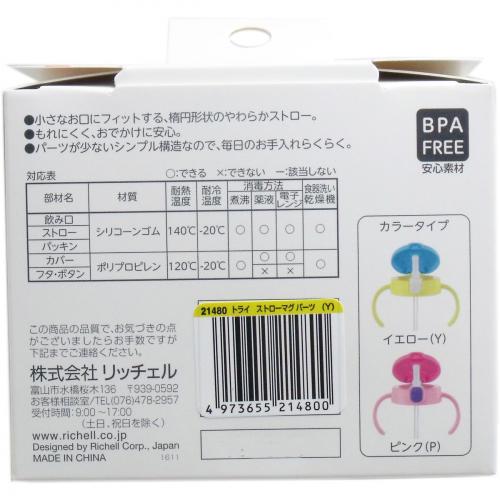 ●小さなお口にフィットする、楕円形状のやわらかストロー。
●もれにくく、おでかけに安心。
●パーツが少ないシンプル構造なので、毎日のお手入れらくらく。
BPA
FREE
安心素材
対応表 ○:できる ×:できない ー:該当しない
部材名 材質 耐熱温度 耐冷温度 消毒方法 煮沸 薬液 電子レンジ 食器洗い乾燥機
飲み口
ストロー シリコーンゴム 140℃ -20℃ ○ ○ ○ ○
パッキン
カバー ポリプロピレン 120℃ -20℃ ○ ○ ○ ○
フタ・ボタン × ×
カラータイプ
イエロー(Y)
ピンク(P)
21480 トライ ストローマグパーツ (Y)
4 973655 214800
この商品の品質で、お気づきの点
がございましたらお手数ですが
下記までご連絡ください。
株式会社 リッチェル
富山市水橋桜木136 〒939-0592
お客様相談室/TEL(076)478-2957
受付時間:9:00～17:00
(土日、祝日を除く)
www.richell.co.jp
Designed by Richell Corp., Japan
MADE IN CHINA 1611